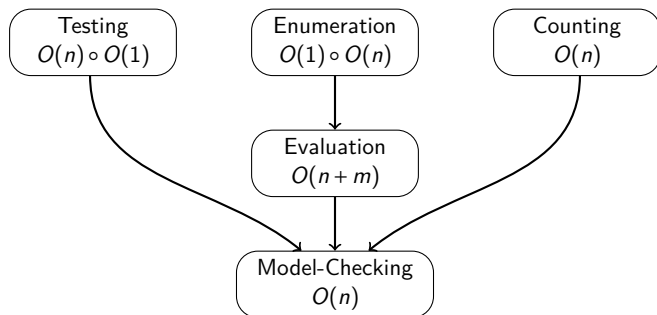 Testing
O(n) ∘ O(1)
Enumeration
O(1) ∘ O(n)
Counting
O(n)
Evaluation
O(n + m)
Model-Checking
O(n)